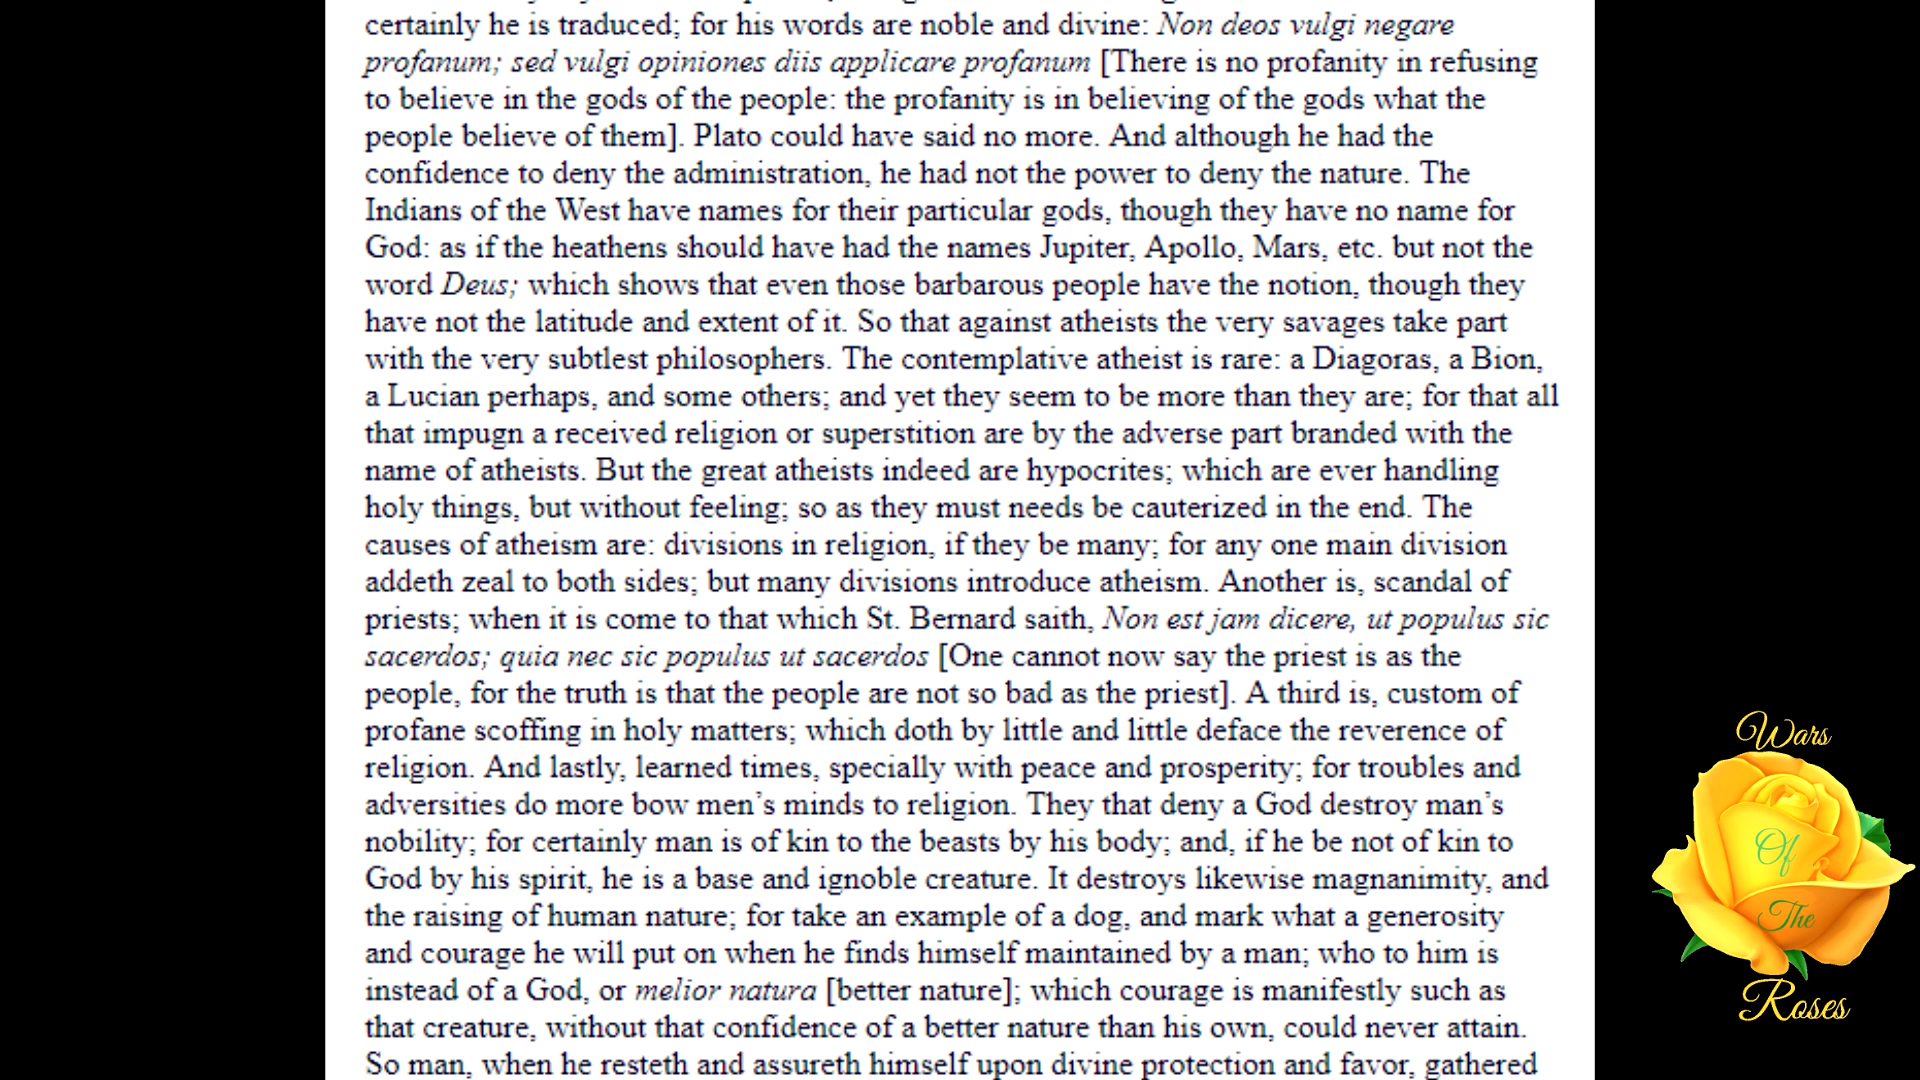 certainly he is traduced; for his words are noble and divine: Non deos vulgi negare
profanum; sed vulgi opiniones diis applicare profanum [There is no profanity in refusing
to believe in the gods of the people: the profanity is in believing of the gods what the
people believe of them]. Plato could have said no more. And although he had the
confidence to deny the administration, he had not the power to deny the nature. The
Indians of the West have names for their particular gods, though they have no name for
God: as if the heathens should have had the names Jupiter, Apollo, Mars, etc. but not the
word Deus; which shows that even those barbarous people have the notion, though they
have not the latitude and extent of it. So that against atheists the very savages take part
with the very subtlest philosophers. The contemplative atheist is rare: a Diagoras, a Bion,
a Lucian perhaps, and some others; and yet they seem to be more than they are; for that all
that impugn a received religion or superstition are by the adverse part branded with the
name of atheists. But the great atheists indeed are hypocrites; which are ever handling
holy things, but without feeling; so as they must needs be cauterized in the end. The
causes of atheism are: divisions in religion, if they be many; for any one main division
addeth zeal to both sides; but many divisions introduce atheism. Another is, scandal of
priests; when it is come to that which St. Bernard saith, Non est jam dicere, ut populus sic
sacerdos; quia nec sic populus ut sacerdos [One cannot now say the priest is as the
people, for the truth is that the people are not so bad as the priest]. A third is, custom of
profane scoffing in holy matters; which doth by little and little deface the reverence of
religion. And lastly, learned times, specially with peace and prosperity; for troubles and
adversities do more bow men’s minds to religion. They that deny a God destroy man’s
nobility; for certainly man is of kin to the beasts by his body; and, if he be not of kin to
God by his spirit, he is a base and ignoble creature. It destroys likewise magnanimity, and
the raising of human nature; for take an example of a dog, and mark what a generosity
and courage he will put on when he finds himself maintained by a man; who to him is
instead of a God, or melior natura [better nature]; which courage is manifestly such as
that creature, without that confidence of a better nature than his own, could never attain.
So man, when he resteth and assureth himself upon divine protection and favor, gathered
Wars
Of
The
Roses